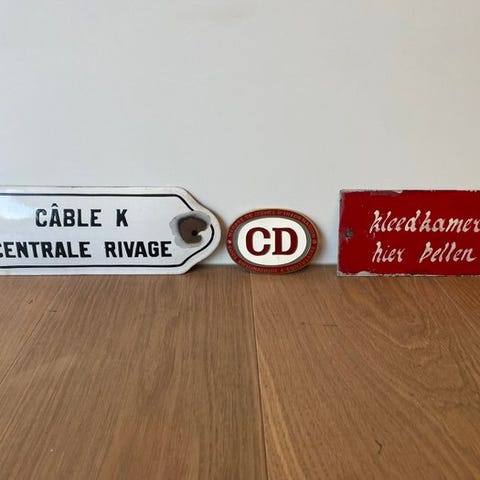 CÂBLE K
CENTRALE RIVAGE
CD
kleedkamer
hier bellen